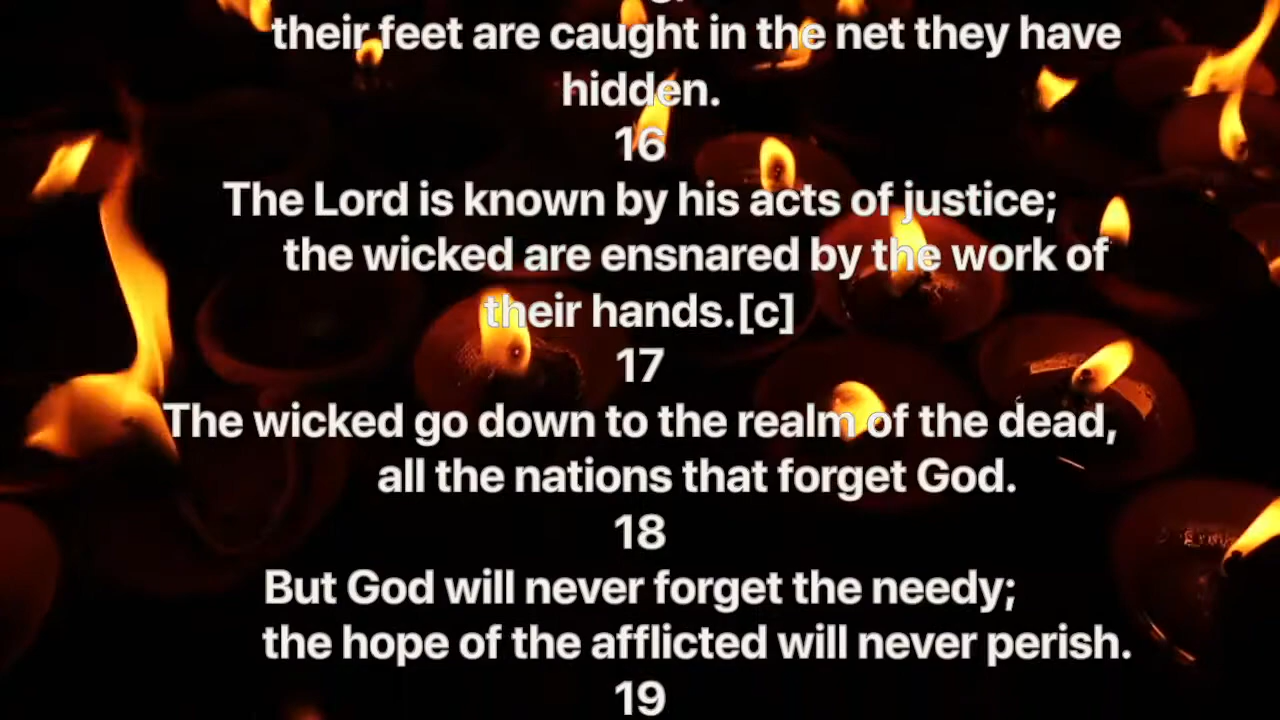 their feet are caught in the net they have
hidden.
16
The Lord is known by his acts of justice;
the wicked are ensnared by the work of
their hands.[c]
17
The wicked go down to the realm of the dead,
all the nations that forget God.
18
But God will never forget the needy;
the hope of the afflicted will never perish.
19